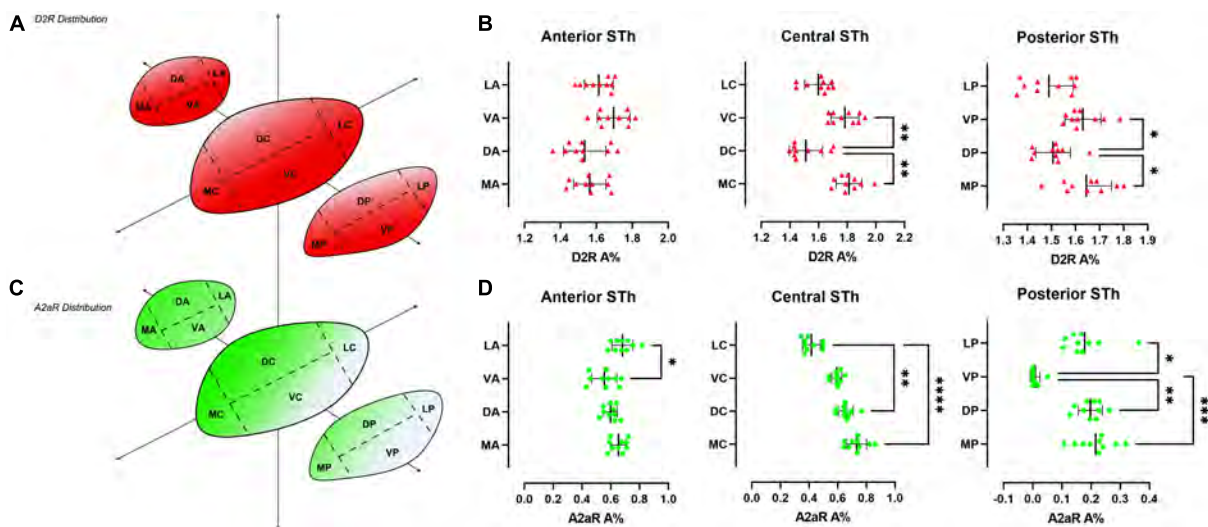 A
D2R Distribution
DA
LA
MA
VA
DC
LC
MC
VC
DP
LP
MP
VP
B
Anterior STh
LA
VA
DA
MA
1.2 1.4 1.6 1.8 2.0
D2R A%
Central STh
LC
VC
DC
MC
**
**
1.2 1.4 1.6 1.8 2.0 2.2
D2R A%
Posterior STh
LP
VP
DP
MP
*
*
1.3 1.4 1.5 1.6 1.7 1.8 1.9
D2R A%
C
A2aR Distribution
DA
LA
MA
VA
DC
LC
MC
VC
DP
LP
MP
VP
D
Anterior STh
LA
VA
DA
MA
*
0.0 0.2 0.4 0.6 0.8 1.0
A2aR A%
Central STh
LC
VC
DC
MC
**
****
0.0 0.2 0.4 0.6 0.8 1.0
A2aR A%
Posterior STh
LP
VP
DP
MP
*
**
***
-0.1 0.0 0.1 0.2 0.3 0.4
A2aR A%